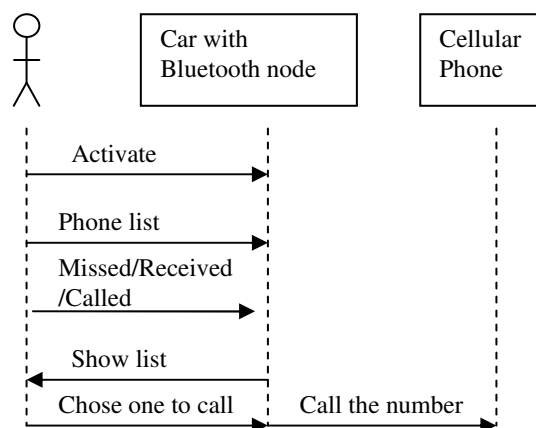 Car with
Bluetooth node
Cellular
Phone
Activate
Phone list
Missed/Received
/Called
Show list
Chose one to call
Call the number